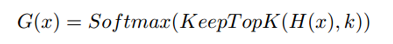 G(x) = Softmax(KeepTopK(H(x), k))